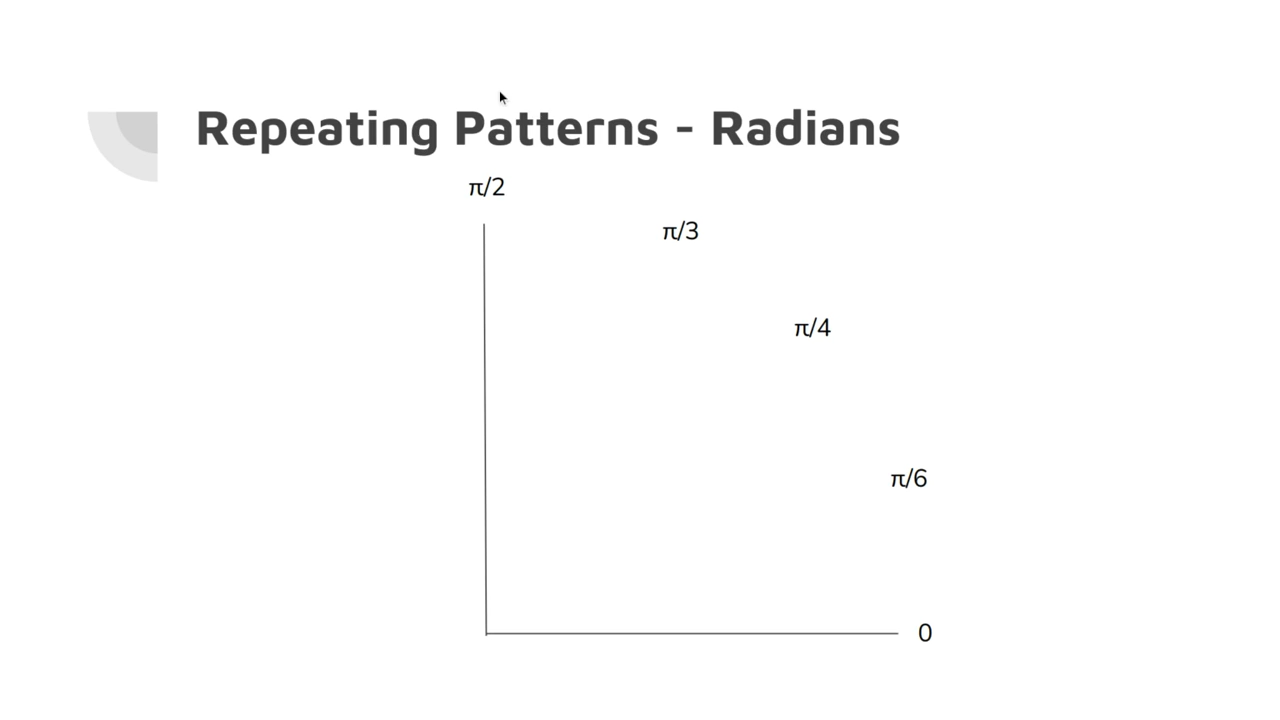 Repeating Patterns - Radians
π/2
π/3
π/4
π/6
0